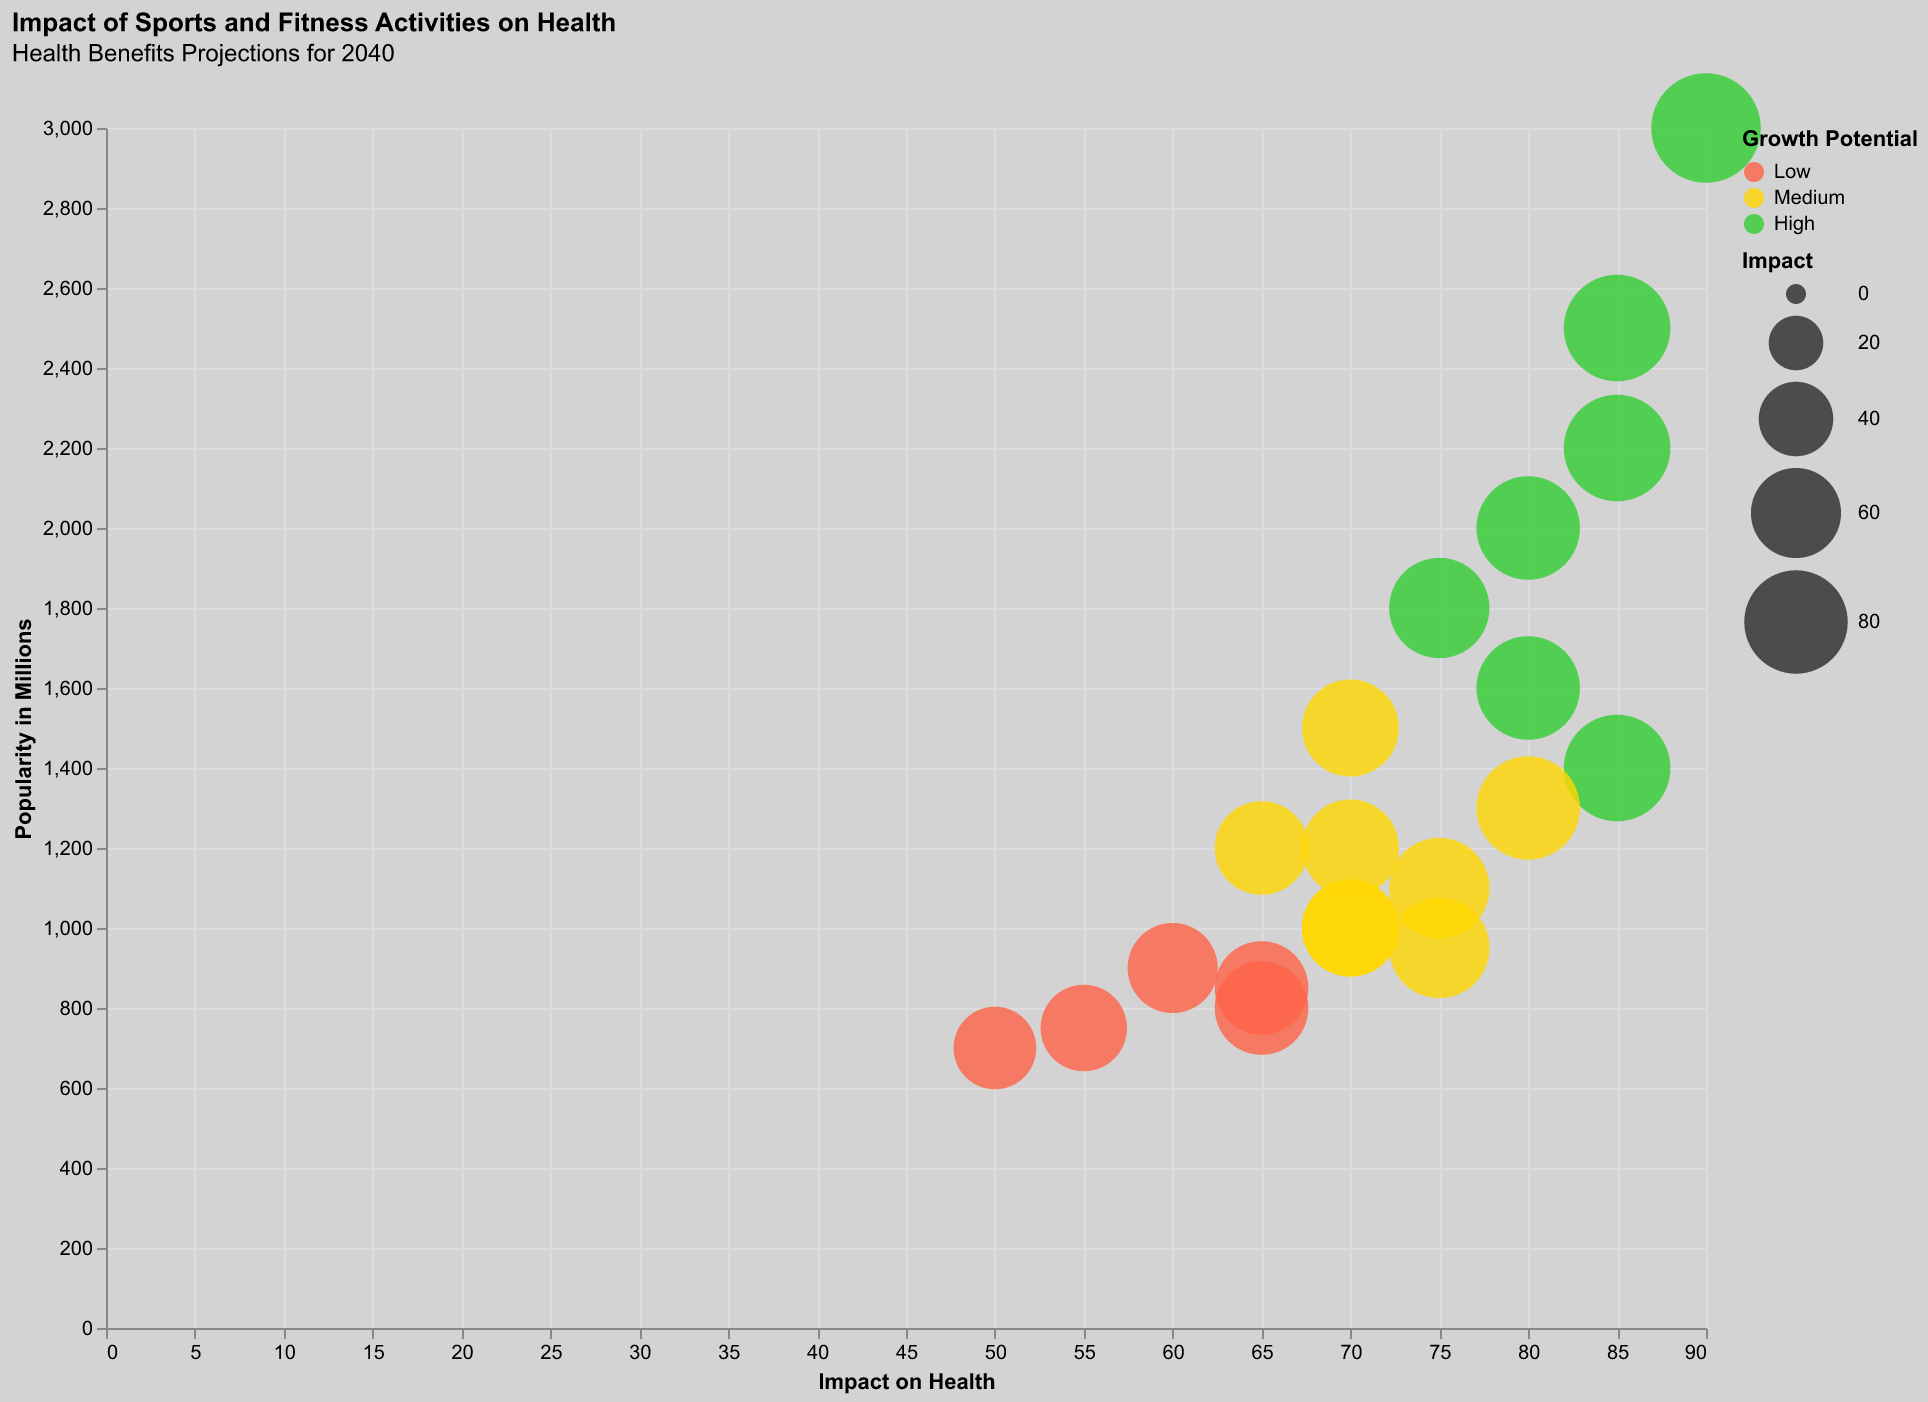 Impact of Sports and Fitness Activities on Health
Health Benefits Projections for 2040
3,000
2,800
2,600
2,400
2,200
2,000
1,800
1,600
1,400
1,200
1,000
800
600
400
200
0
Popularity in Millions
0 5 10 15 20 25 30 35 40 45 50 55 60 65 70 75 80 85 90
Impact on Health
Growth Potential
Low
Medium
High
Impact
0
20
40
60
80